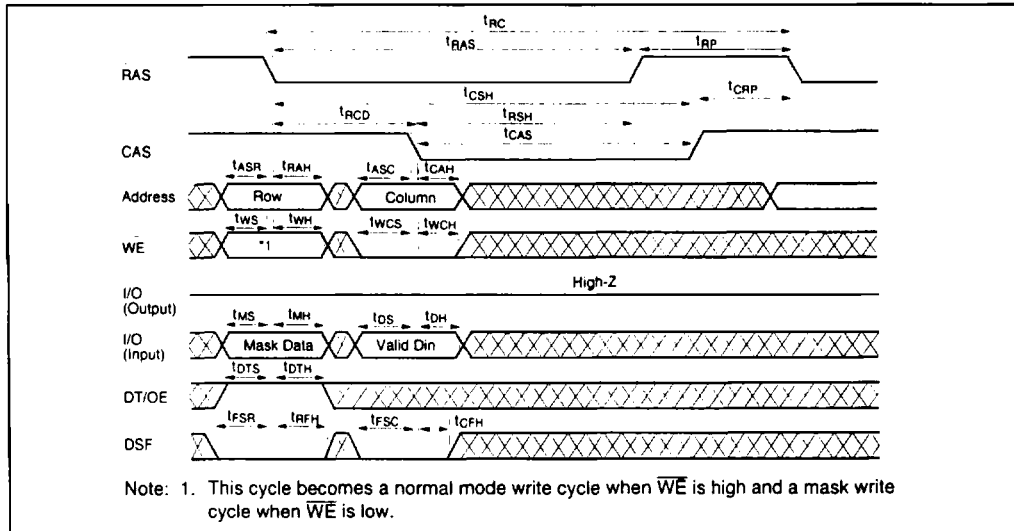 tRC
tRAS tRP
RAS
tCSH tCRP
tRCD tRSH
tCAS
CAS
tASR tRAH tASC tCAH
Address Row Column
tWS tWH tWCS tWCH
WE *1
High-Z
I/O
(Output)
tMS tMH tDS tDH
I/O
(Input) Mask Data Valid Din
tDTS tDTH
DT/OE
tFSR tRFH tFSC tCFH
DSF
Note: 1. This cycle becomes a normal mode write cycle when W̅E̅ is high and a mask write
cycle when W̅E̅ is low.